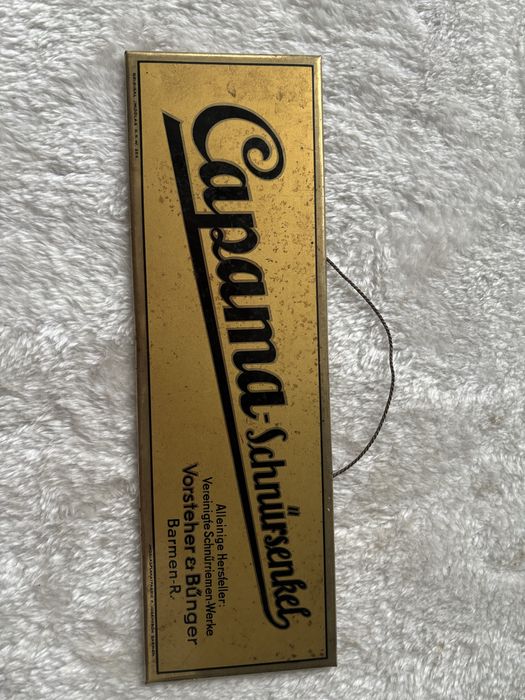 Capama-Schnürsenkel
Alleinige Hersteller:
Vereinigte Schnürriemen-Werke
Vorsteher & Bünger
Barmen-R.